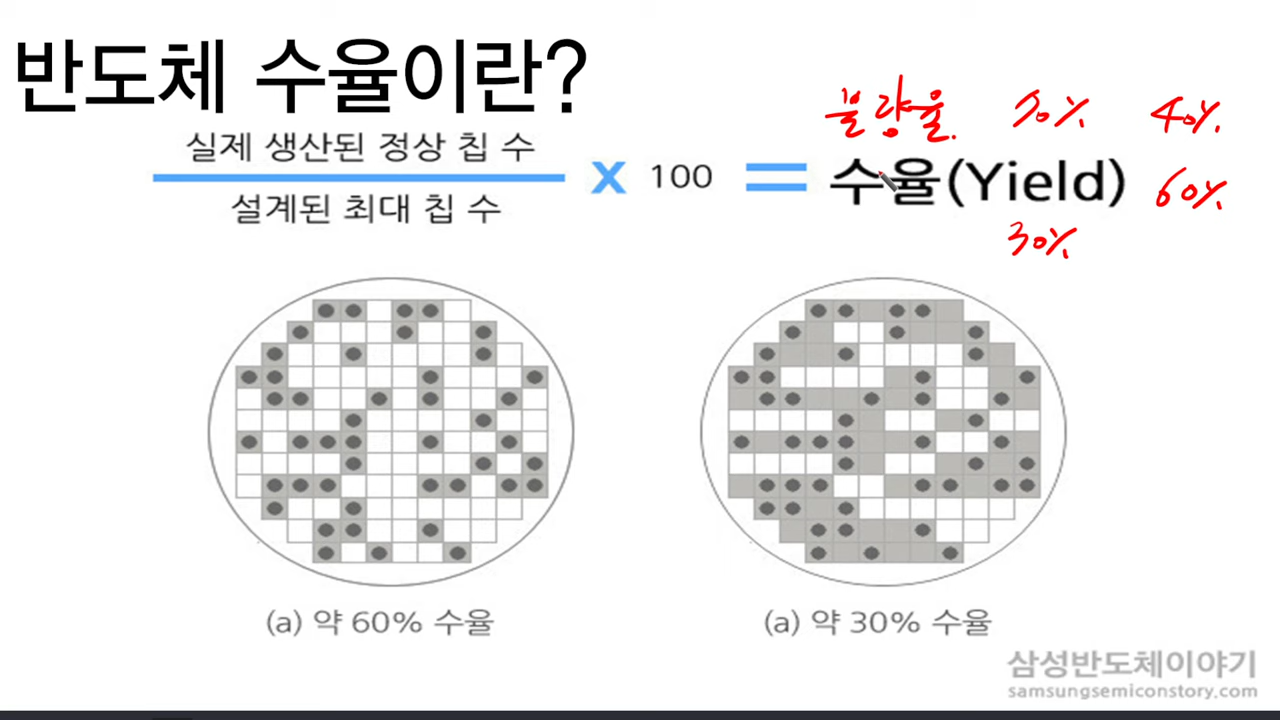 반도체 수율이란?
불량율. 70% 40%
실제 생산된 정상 칩 수
설계된 최대 칩 수
x 100 = 수율(Yield) 60%
30%
(a) 약 60% 수율
(a) 약 30% 수율
삼성반도체이야기
samsungsemiconstory.com